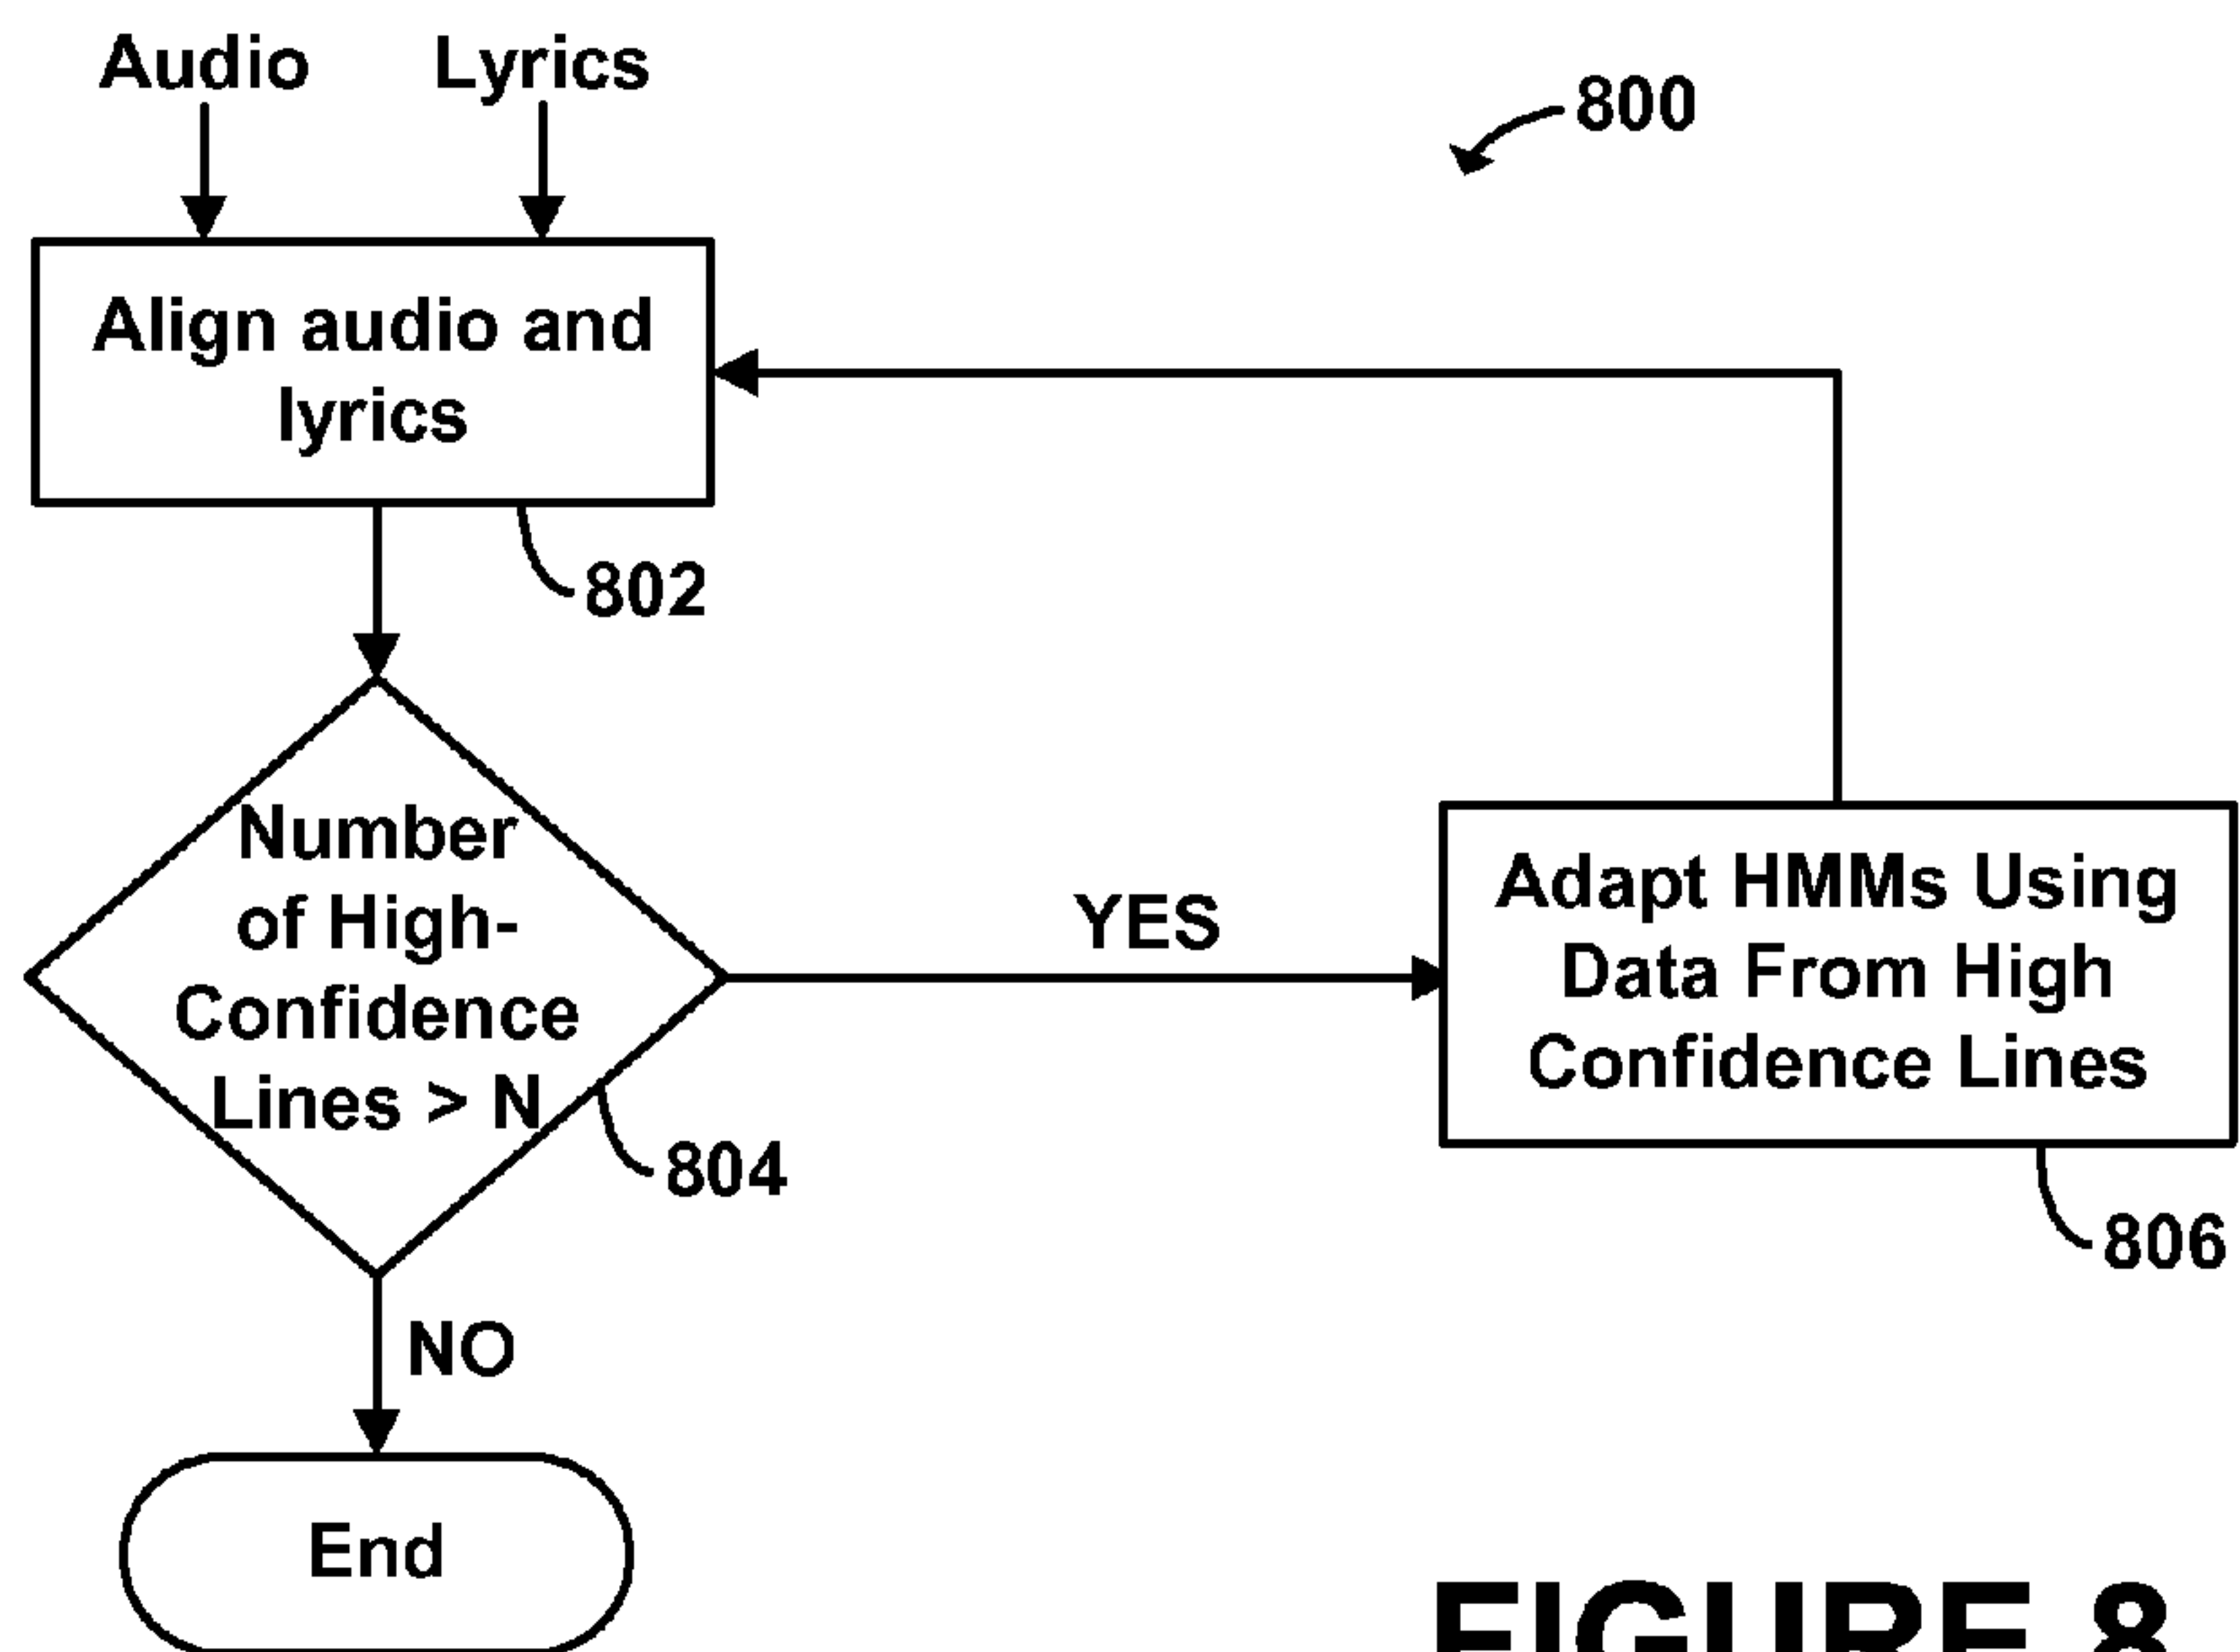 Audio
Lyrics
800
Align audio and
lyrics
802
Number
of High-
Confidence
Lines > N
804
YES
Adapt HMMs Using
Data From High
Confidence Lines
806
NO
End
FIGURE 8